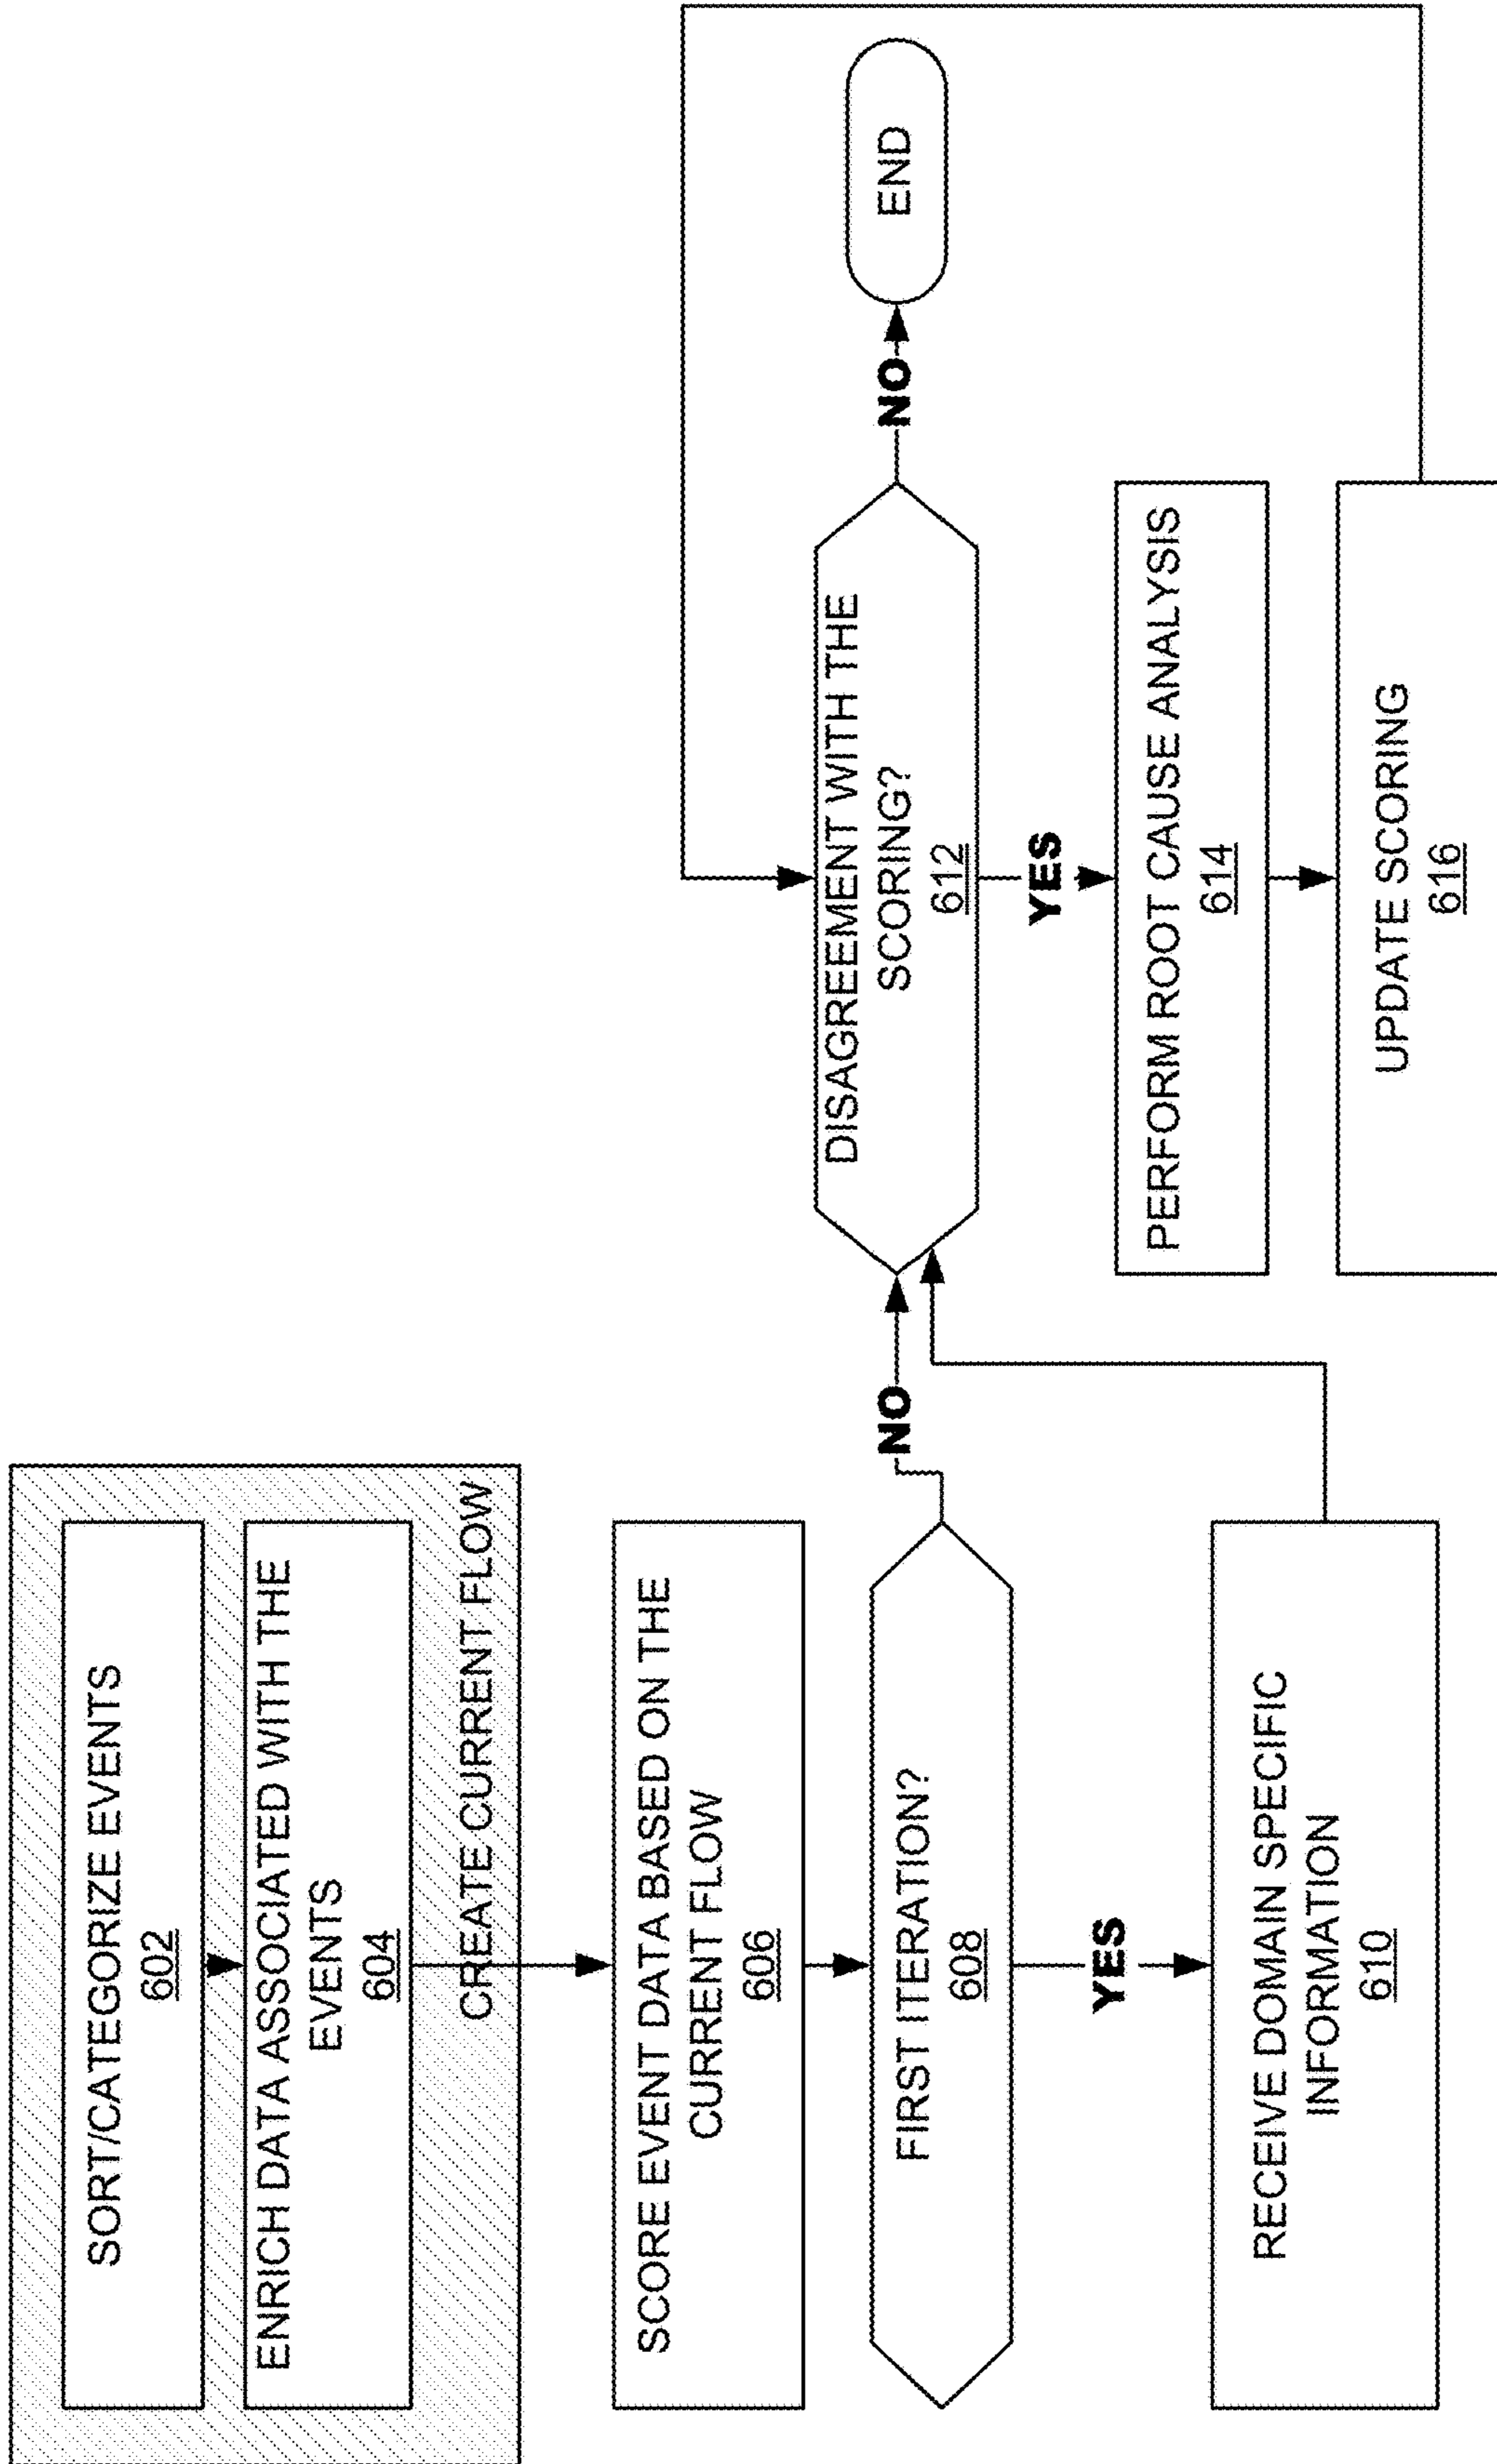 SORT/CATEGORIZE EVENTS
602
ENRICH DATA ASSOCIATED WITH THE
EVENTS
604
CREATE CURRENT FLOW
SCORE EVENT DATA BASED ON THE
CURRENT FLOW
606
FIRST ITERATION?
608
NO
YES
RECEIVE DOMAIN SPECIFIC
INFORMATION
610
DISAGREEMENT WITH THE
SCORING?
612
NO
END
YES
PERFORM ROOT CAUSE ANALYSIS
614
UPDATE SCORING
616